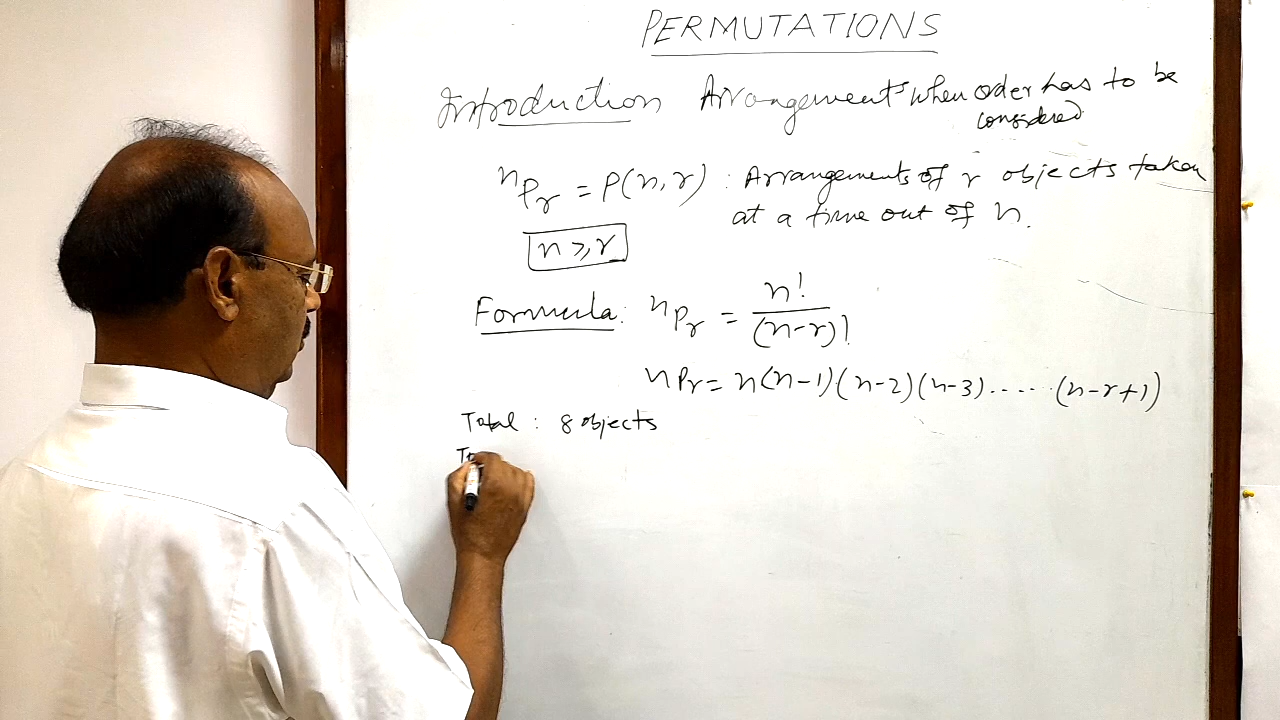 PERMUTATIONS
Introduction Arrangements when order has to be
considered
nPr = P(n,r) : Arrangements of r objects taken
at a time out of n.
n ≥ r
Formula: nPr = n!/(n-r)!
nPr = n(n-1)(n-2)(n-3)......(n-r+1)
Total : 8 objects